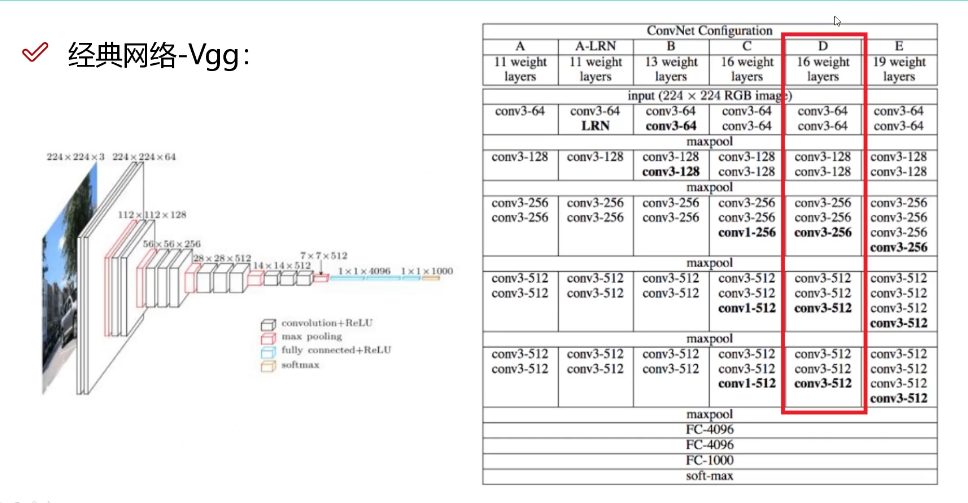 经典网络-Vgg：
224×224×3 224×224×64
112×112×128
56×56×256
28×28×512
14×14×512
7×7×512
1×1×4096 1×1×1000
convolution+ReLU
max pooling
fully connected+ReLU
softmax
ConvNet Configuration
A A-LRN B C D E
11 weight 11 weight 13 weight 16 weight 16 weight 19 weight
layers layers layers layers layers layers
input (224 × 224 RGB image)
conv3-64 conv3-64 conv3-64 conv3-64 conv3-64 conv3-64
LRN conv3-64 conv3-64 conv3-64 conv3-64
maxpool
conv3-128 conv3-128 conv3-128 conv3-128 conv3-128 conv3-128
conv3-128 conv3-128 conv3-128 conv3-128
maxpool
conv3-256 conv3-256 conv3-256 conv3-256 conv3-256 conv3-256
conv3-256 conv3-256 conv3-256 conv3-256 conv3-256 conv3-256
conv1-256 conv3-256 conv3-256
conv3-256
maxpool
conv3-512 conv3-512 conv3-512 conv3-512 conv3-512 conv3-512
conv3-512 conv3-512 conv3-512 conv3-512 conv3-512 conv3-512
conv1-512 conv3-512 conv3-512
conv3-512
maxpool
conv3-512 conv3-512 conv3-512 conv3-512 conv3-512 conv3-512
conv3-512 conv3-512 conv3-512 conv3-512 conv3-512 conv3-512
conv1-512 conv3-512 conv3-512
conv3-512
maxpool
FC-4096
FC-4096
FC-1000
soft-max